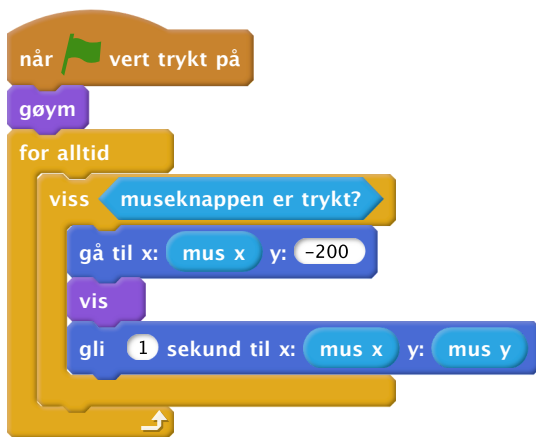 når vert trykt på
gøym
for alltid
viss museknappen er trykt?
gå til x: mus x y: -200
vis
gli 1 sekund til x: mus x y: mus y